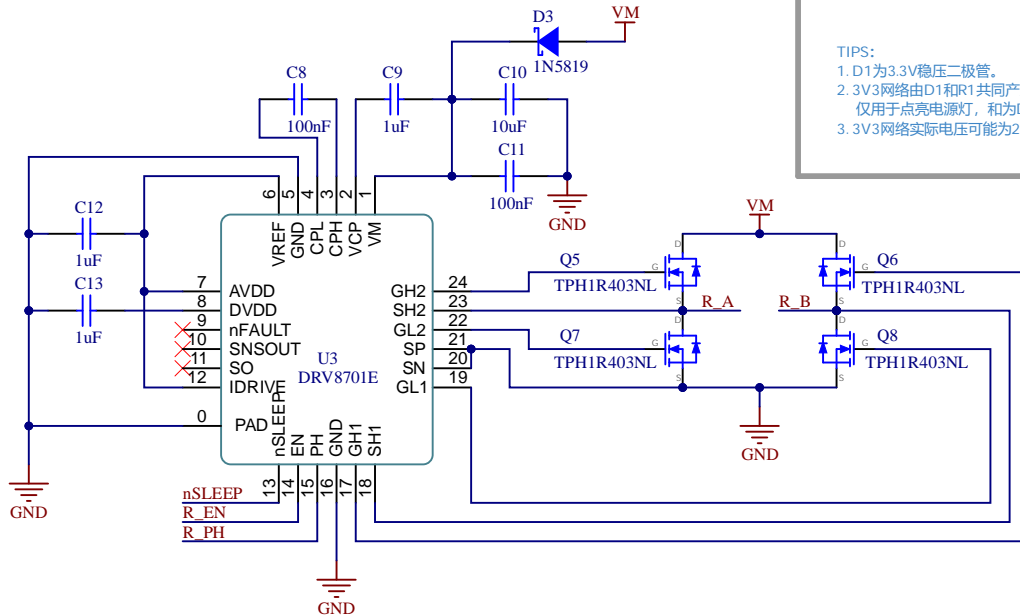 D3
VM
1N5819
C8
100nF
C9
1uF
C10
10uF
C11
100nF
GND
TIPS:
1. D1为3.3V稳压二极管。
2. 3V3网络由D1和R1共同产
仅用于点亮电源灯，和为
3. 3V3网络实际电压可能为2
6
5
4
3
2
1
VREF
GND
CPL
CPH
VCP
VM
C12
1uF
C13
1uF
GND
7
AVDD
8
DVDD
9
nFAULT
10
SNSOUT
11
SO
12
IDRIVE
0
PAD
U3
DRV8701E
GH2
24
SH2
23
GL2
22
SP
21
SN
20
GL1
19
nSLEEP
EN
PH
GND
GH1
SH1
13
14
15
16
17
18
nSLEEP
R_EN
R_PH
GND
VM
Q5
TPH1R403NL
D
G
S
Q6
TPH1R403NL
D
G
S
R_A
R_B
Q7
TPH1R403NL
D
G
S
Q8
TPH1R403NL
D
G
S
GND